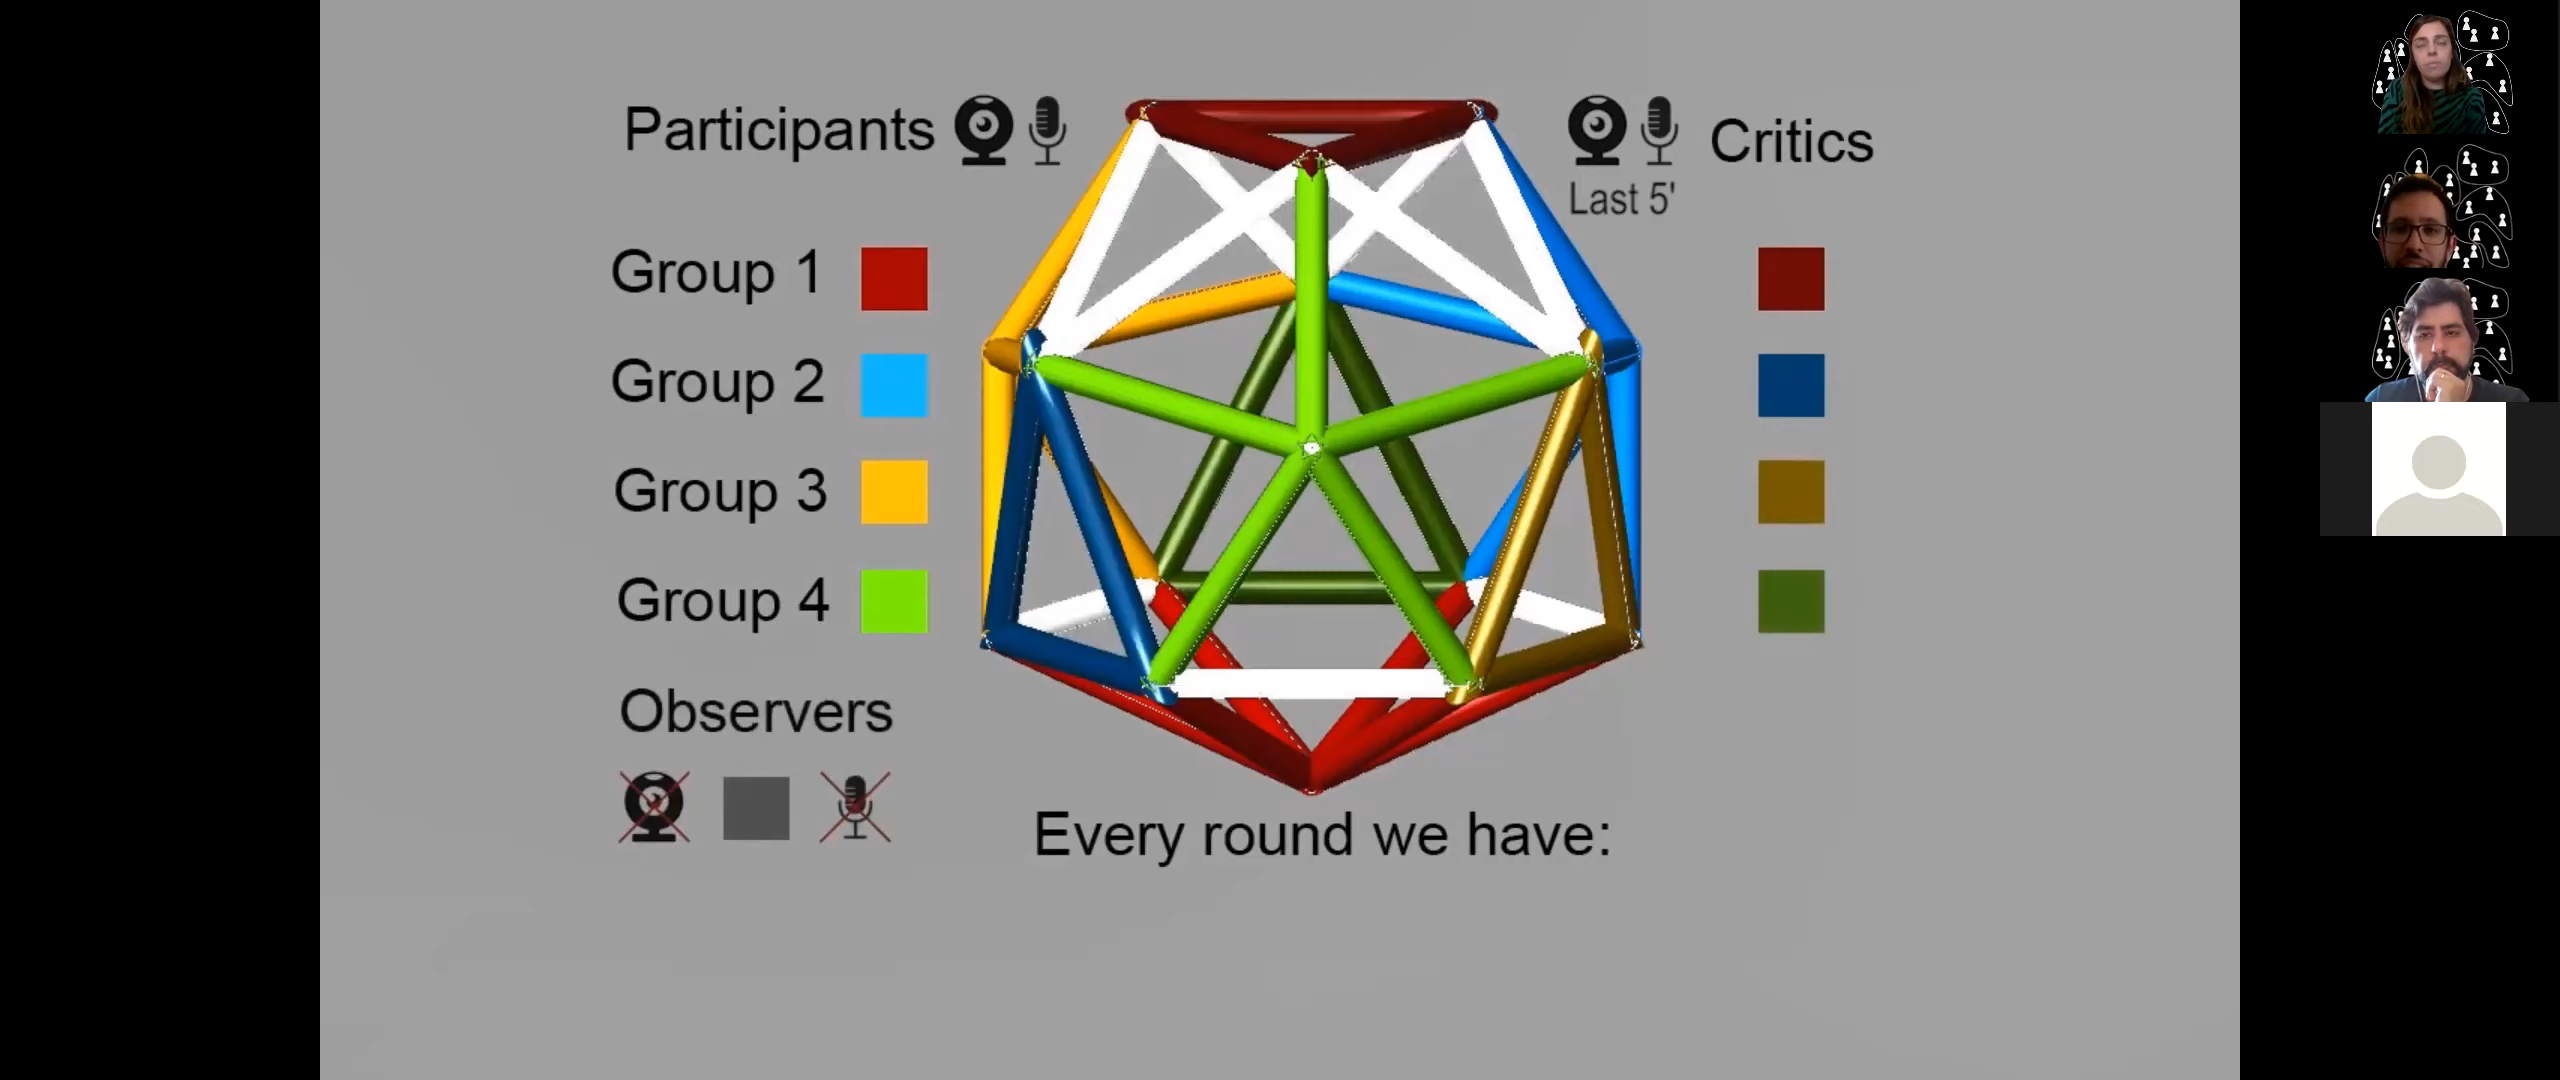 Participants
Critics
Last 5'
Group 1
Group 2
Group 3
Group 4
Observers
Every round we have: